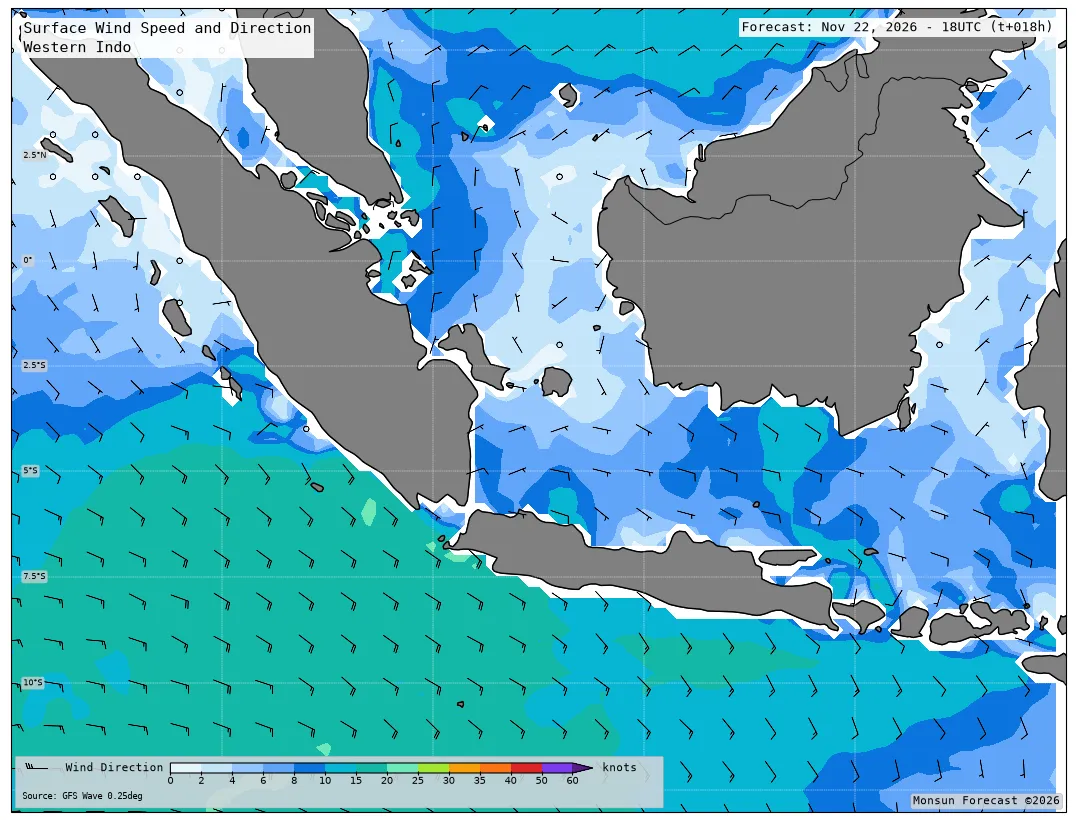 Surface Wind Speed and Direction
Western Indo
Forecast: Nov 22, 2026 - 18UTC (t+018h)
2.5°N
0°
2.5°S
5°S
7.5°S
10°S
Wind Direction
0 2 4 6 8 10 15 20 25 30 35 40 50 60
knots
Source: GFS Wave 0.25deg
Monsun Forecast ©2026